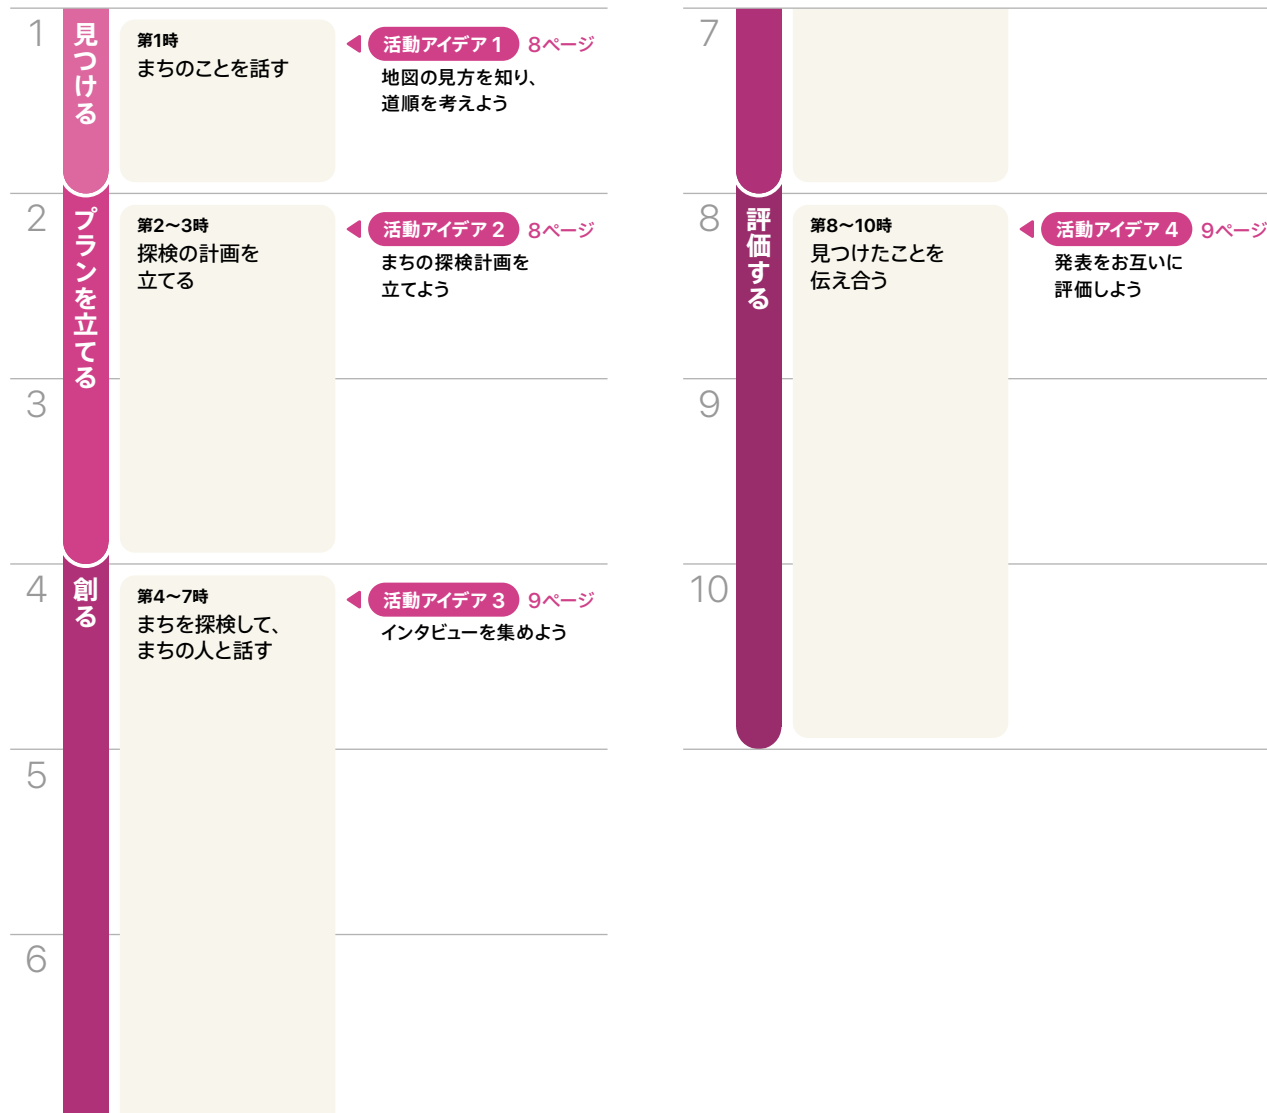 1
見つける
第1時
まちのことを話す
活動アイデア 1 8ページ
地図の見方を知り、
道順を考えよう
2
プランを立てる
第2〜3時
探検の計画を
立てる
活動アイデア 2 8ページ
まちの探検計画を
立てよう
3
4
創る
第4〜7時
まちを探検して、
まちの人と話す
活動アイデア 3 9ページ
インタビューを集めよう
5
6
7
8
評価する
第8〜10時
見つけたことを
伝え合う
活動アイデア 4 9ページ
発表をお互いに
評価しよう
9
10